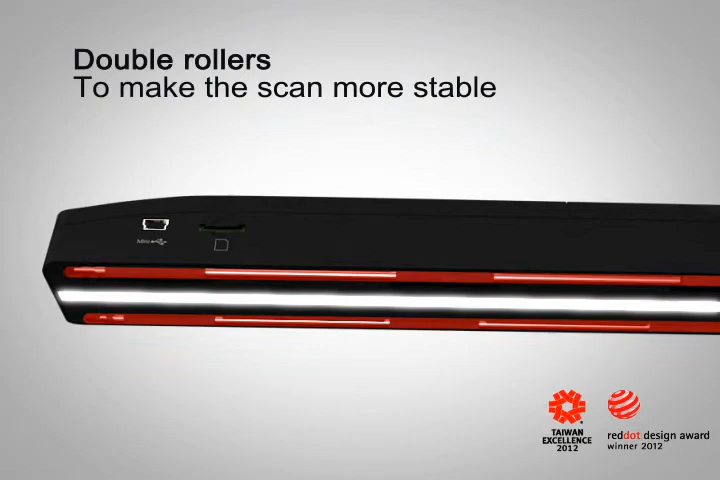 Double rollers
To make the scan more stable
TAIWAN
EXCELLENCE
2012
reddot design award
winner 2012